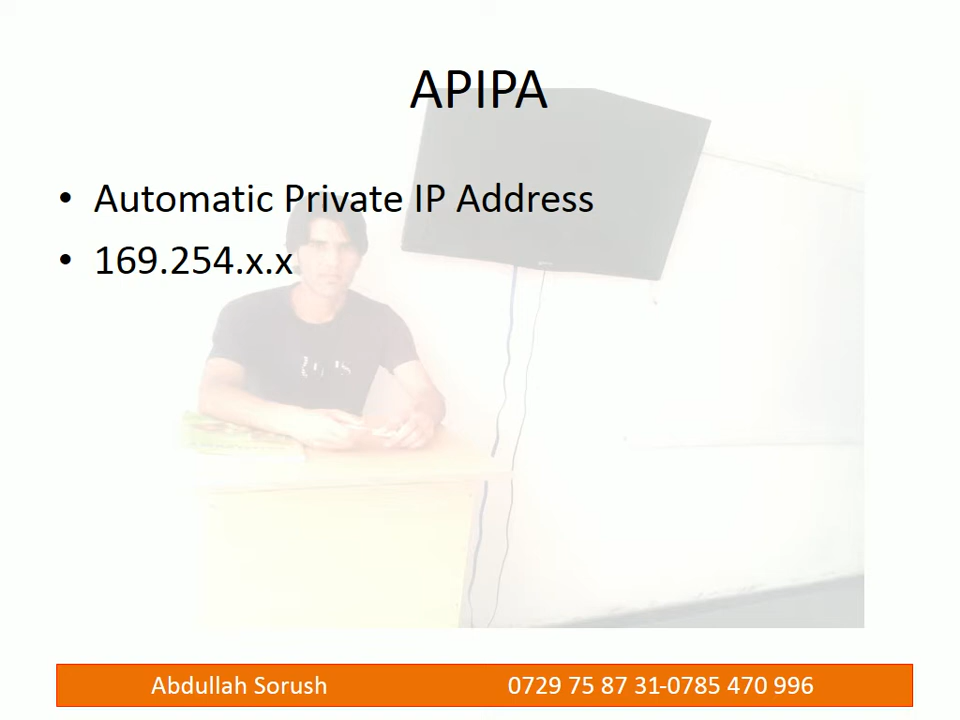 APIPA
• Automatic Private IP Address
• 169.254.x.x
Abdullah Sorush 0729 75 87 31-0785 470 996